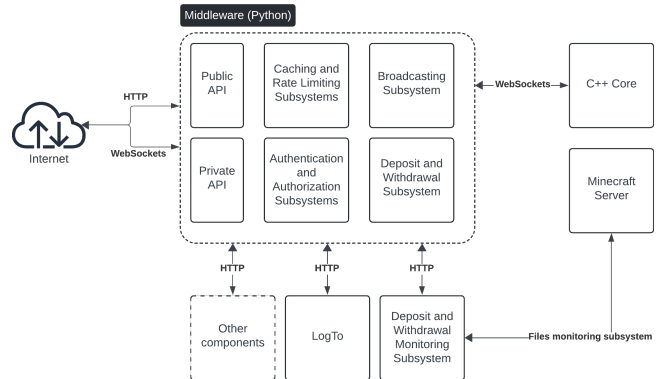 Middleware (Python)
Public
API
Caching and
Rate Limiting
Subsystems
Broadcasting
Subsystem
WebSockets
C++ Core
HTTP
Internet
WebSockets
Private
API
Authentication
and
Authorization
Subsystems
Deposit and
Withdrawal
Subsystem
Minecraft
Server
HTTP
HTTP
HTTP
Other
components
LogTo
Deposit and
Withdrawal
Monitoring
Subsystem
Files monitoring subsystem